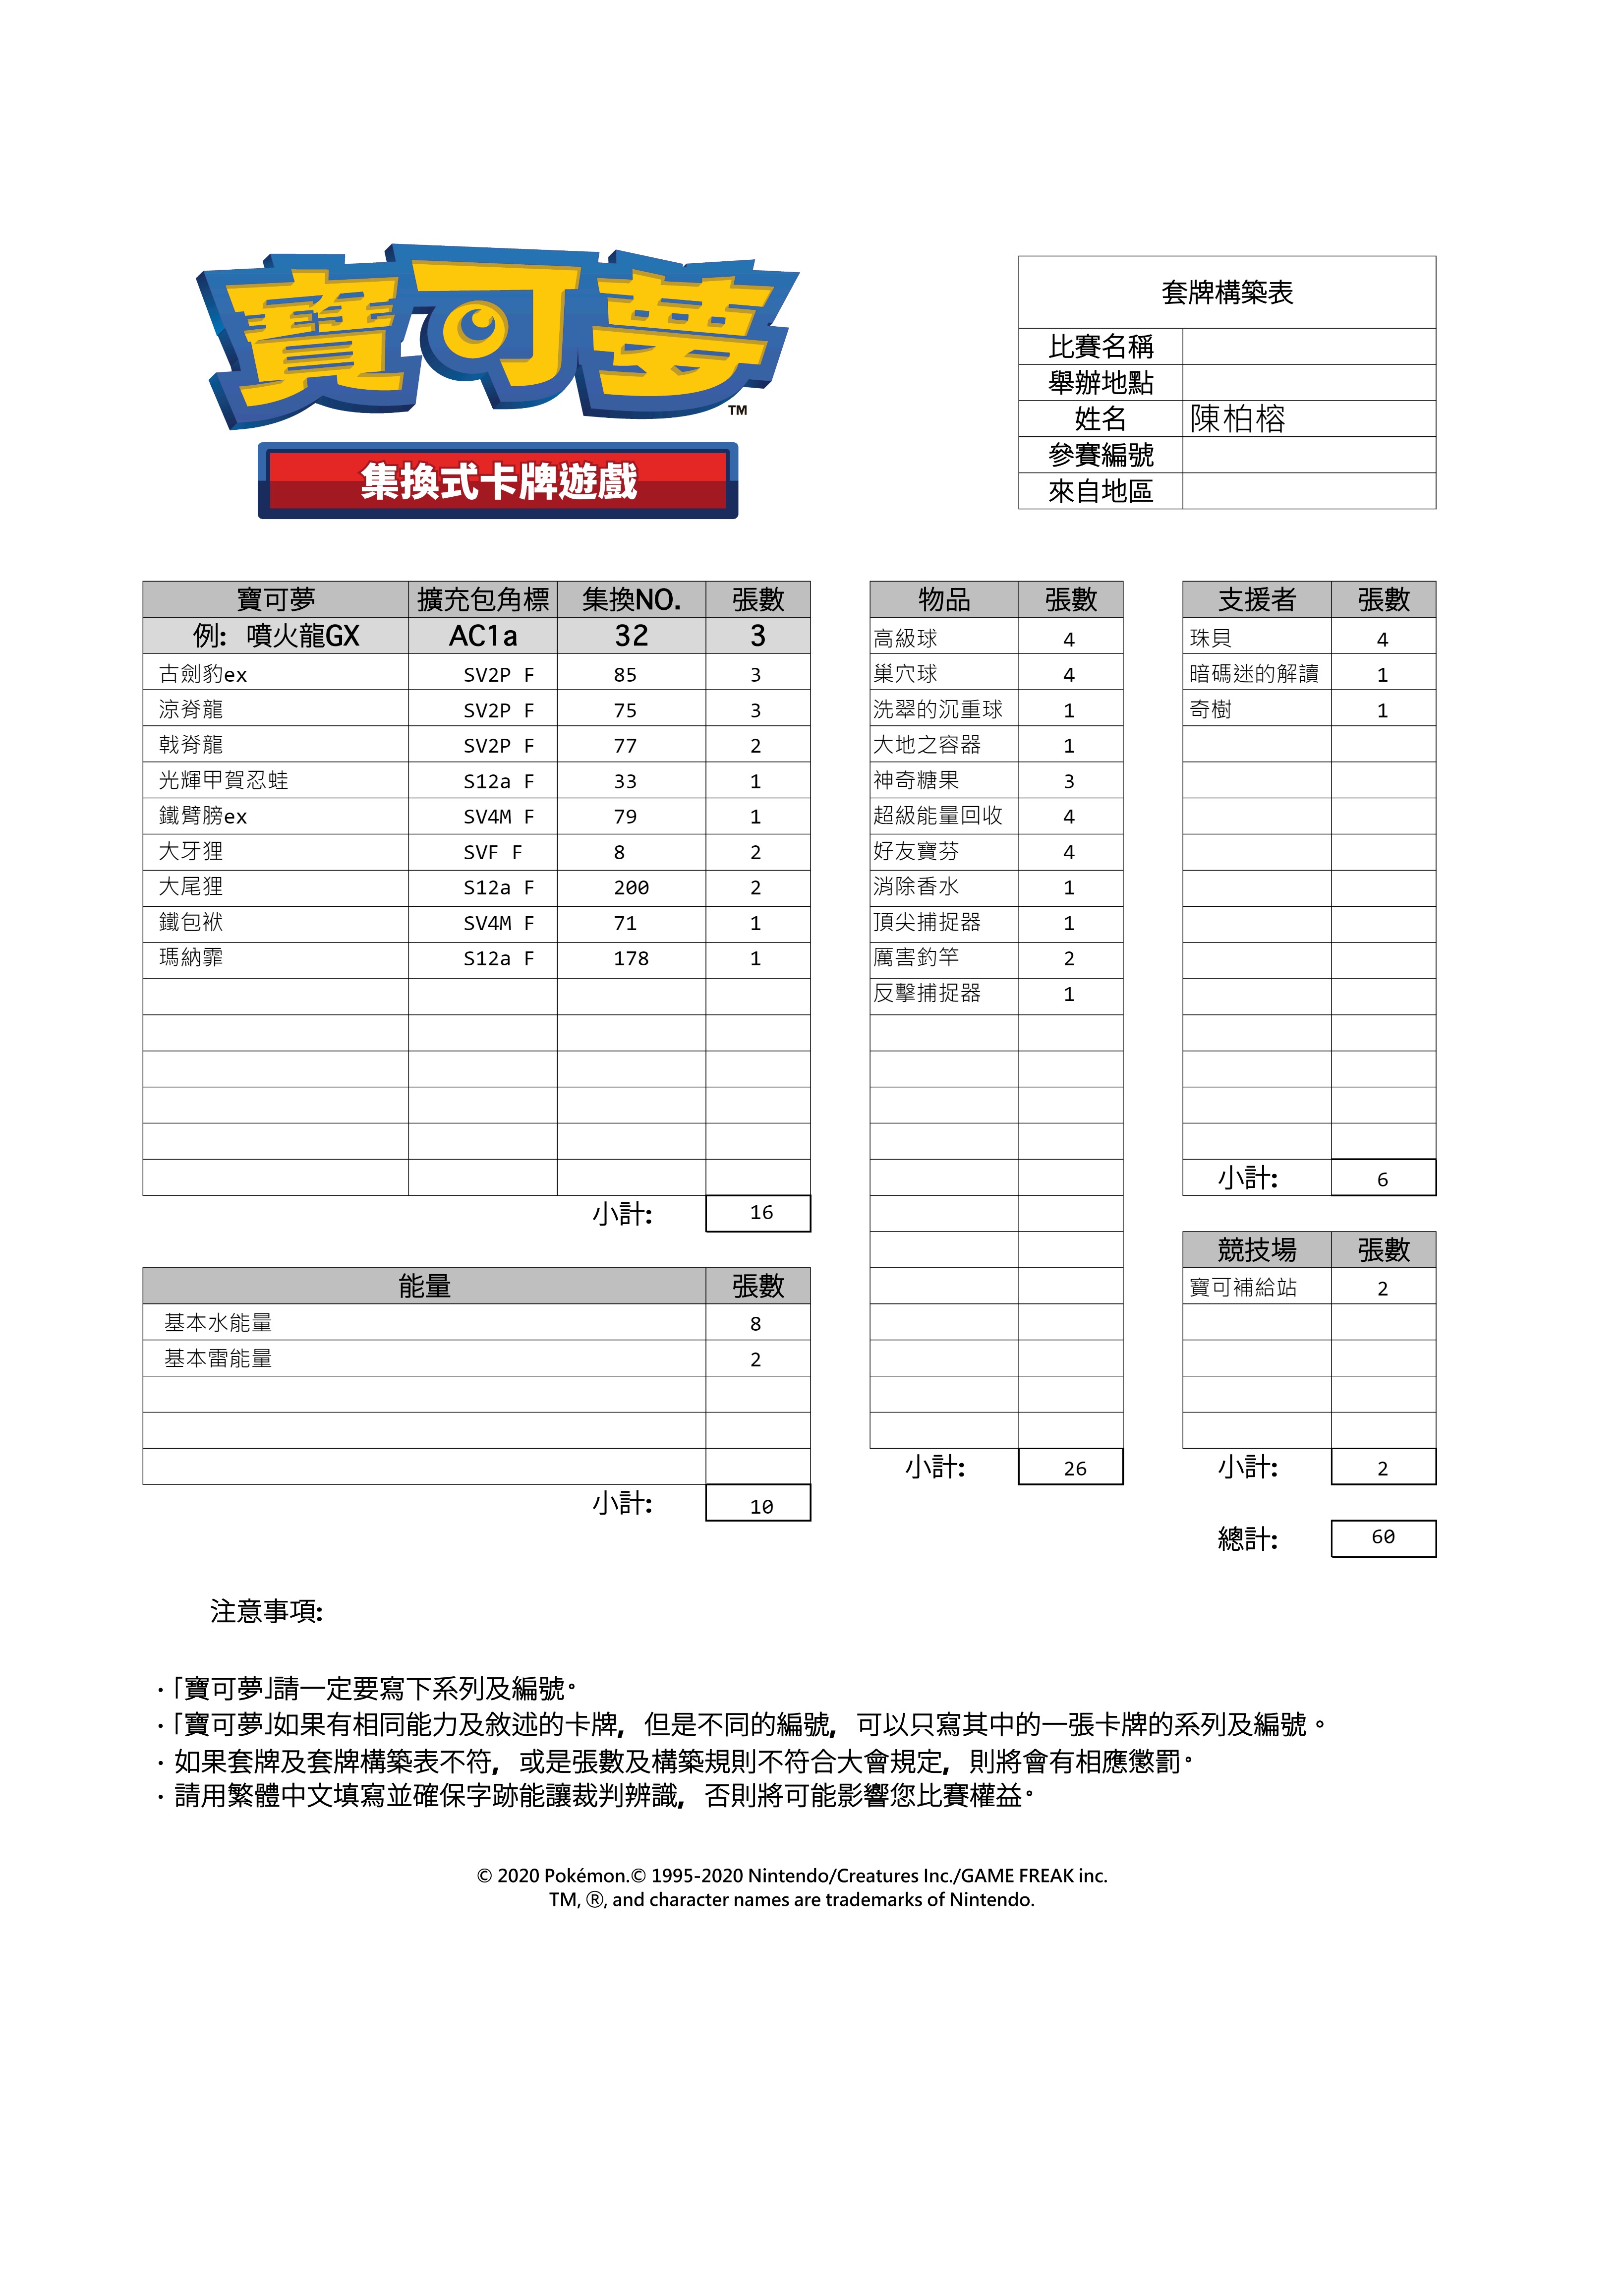 寶可夢
TM
集換式卡牌遊戲
套牌構築表
比賽名稱
舉辦地點
姓名 陳柏榕
參賽編號
來自地區
寶可夢 擴充包角標 集換NO. 張數
例: 噴火龍GX AC1a 32 3
古劍豹ex SV2P F 85 3
涼脊龍 SV2P F 75 3
戟脊龍 SV2P F 77 2
光輝甲賀忍蛙 S12a F 33 1
鐵臂膀ex SV4M F 79 1
大牙狸 SVF F 8 2
大尾狸 S12a F 200 2
鐵包袱 SV4M F 71 1
瑪納霏 S12a F 178 1
小計: 16
能量 張數
基本水能量 8
基本雷能量 2
小計: 10
物品 張數
高級球 4
巢穴球 4
洗翠的沉重球 1
大地之容器 1
神奇糖果 3
超級能量回收 4
好友寶芬 4
消除香水 1
頂尖捕捉器 1
厲害釣竿 2
反擊捕捉器 1
小計: 26
支援者 張數
珠貝 4
暗碼迷的解讀 1
奇樹 1
小計: 6
競技場 張數
寶可補給站 2
小計: 2
總計: 60
注意事項:
·「寶可夢」請一定要寫下系列及編號。
·「寶可夢」如果有相同能力及敘述的卡牌, 但是不同的編號, 可以只寫其中的一張卡牌的系列及編號。
· 如果套牌及套牌構築表不符, 或是張數及構築規則不符合大會規定, 則將會有相應懲罰。
· 請用繁體中文填寫並確保字跡能讓裁判辨識, 否則將可能影響您比賽權益。
© 2020 Pokémon.© 1995-2020 Nintendo/Creatures Inc./GAME FREAK inc.
TM, ®, and character names are trademarks of Nintendo.